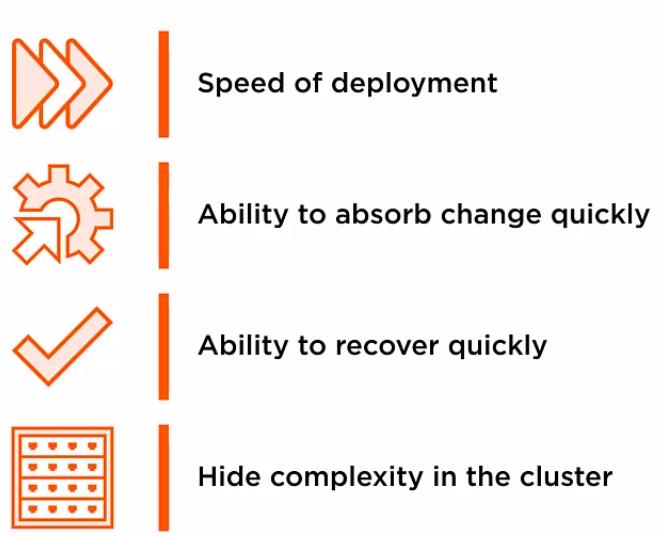 Speed of deployment
Ability to absorb change quickly
Ability to recover quickly
Hide complexity in the cluster